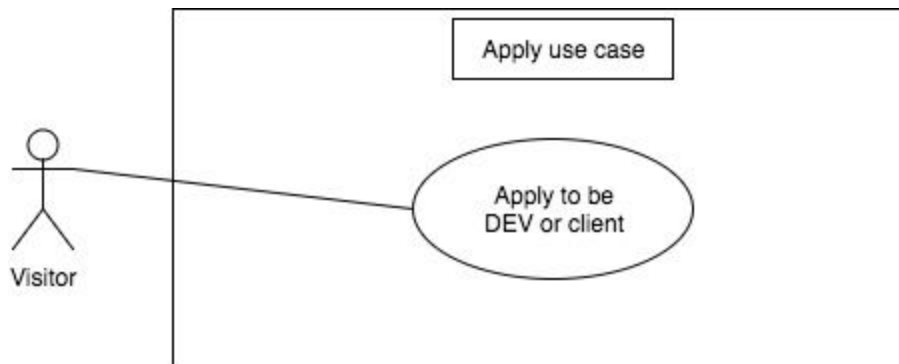 Apply use case
Apply to be
DEV or client
Visitor